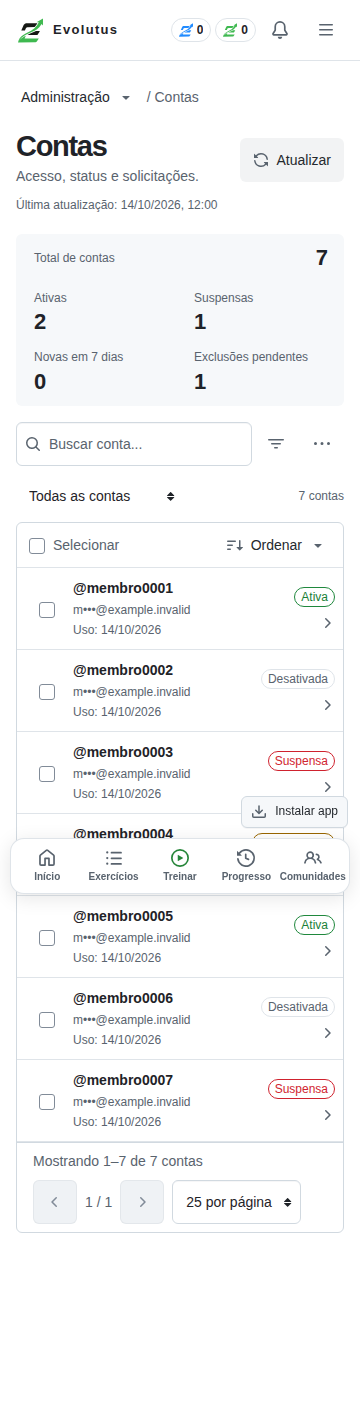 Evolutus
0
0
Administração
/ Contas
Contas
Acesso, status e solicitações.
Atualizar
Última atualização: 14/10/2026, 12:00
Total de contas
7
Ativas
Suspensas
2
1
Novas em 7 dias
Exclusões pendentes
0
1
Buscar conta...
Todas as contas
7 contas
Selecionar
Ordenar
@membro0001
m•••@example.invalid
Uso: 14/10/2026
Ativa
@membro0002
m•••@example.invalid
Uso: 14/10/2026
Desativada
@membro0003
m•••@example.invalid
Uso: 14/10/2026
Suspensa
Instalar app
@membro0004
Início
Exercícios
Treinar
Progresso
Comunidades
@membro0005
m•••@example.invalid
Uso: 14/10/2026
Ativa
@membro0006
m•••@example.invalid
Uso: 14/10/2026
Desativada
@membro0007
m•••@example.invalid
Uso: 14/10/2026
Suspensa
Mostrando 1–7 de 7 contas
1 / 1
25 por página